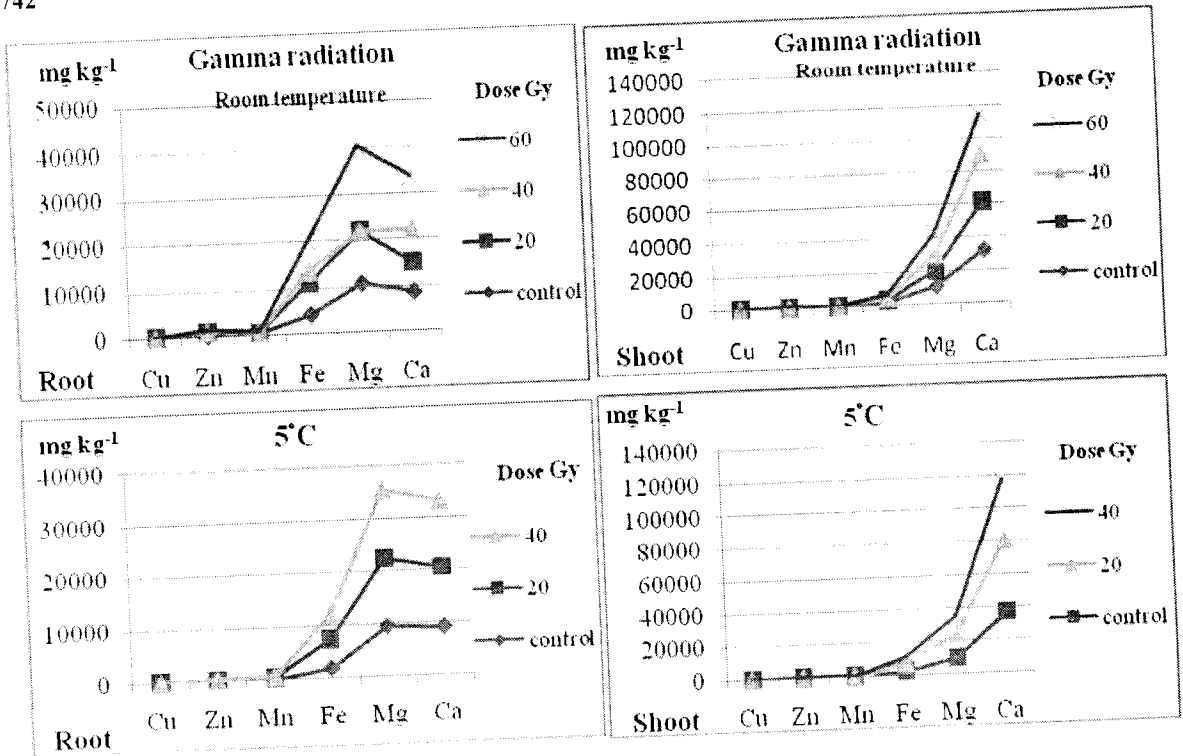 742
Gamma radiation
Room temperature
mg kg-1
50000
40000
30000
20000
10000
0
Root
Cu Zn Mn Fe Mg Ca
Dose Gy
60
40
20
control
Gamma radiation
Room temperature
mg kg-1
140000
120000
100000
80000
60000
40000
20000
0
Shoot
Cu Zn Mn Fe Mg Ca
Dose Gy
60
40
20
control
5°C
mg kg-1
40000
30000
20000
10000
0
Root
Cu Zn Mn Fe Mg Ca
Dose Gy
40
20
control
5°C
mg kg-1
140000
120000
100000
80000
60000
40000
20000
0
Shoot
Cu Zn Mn Fe Mg Ca
Dose Gy
40
20
control